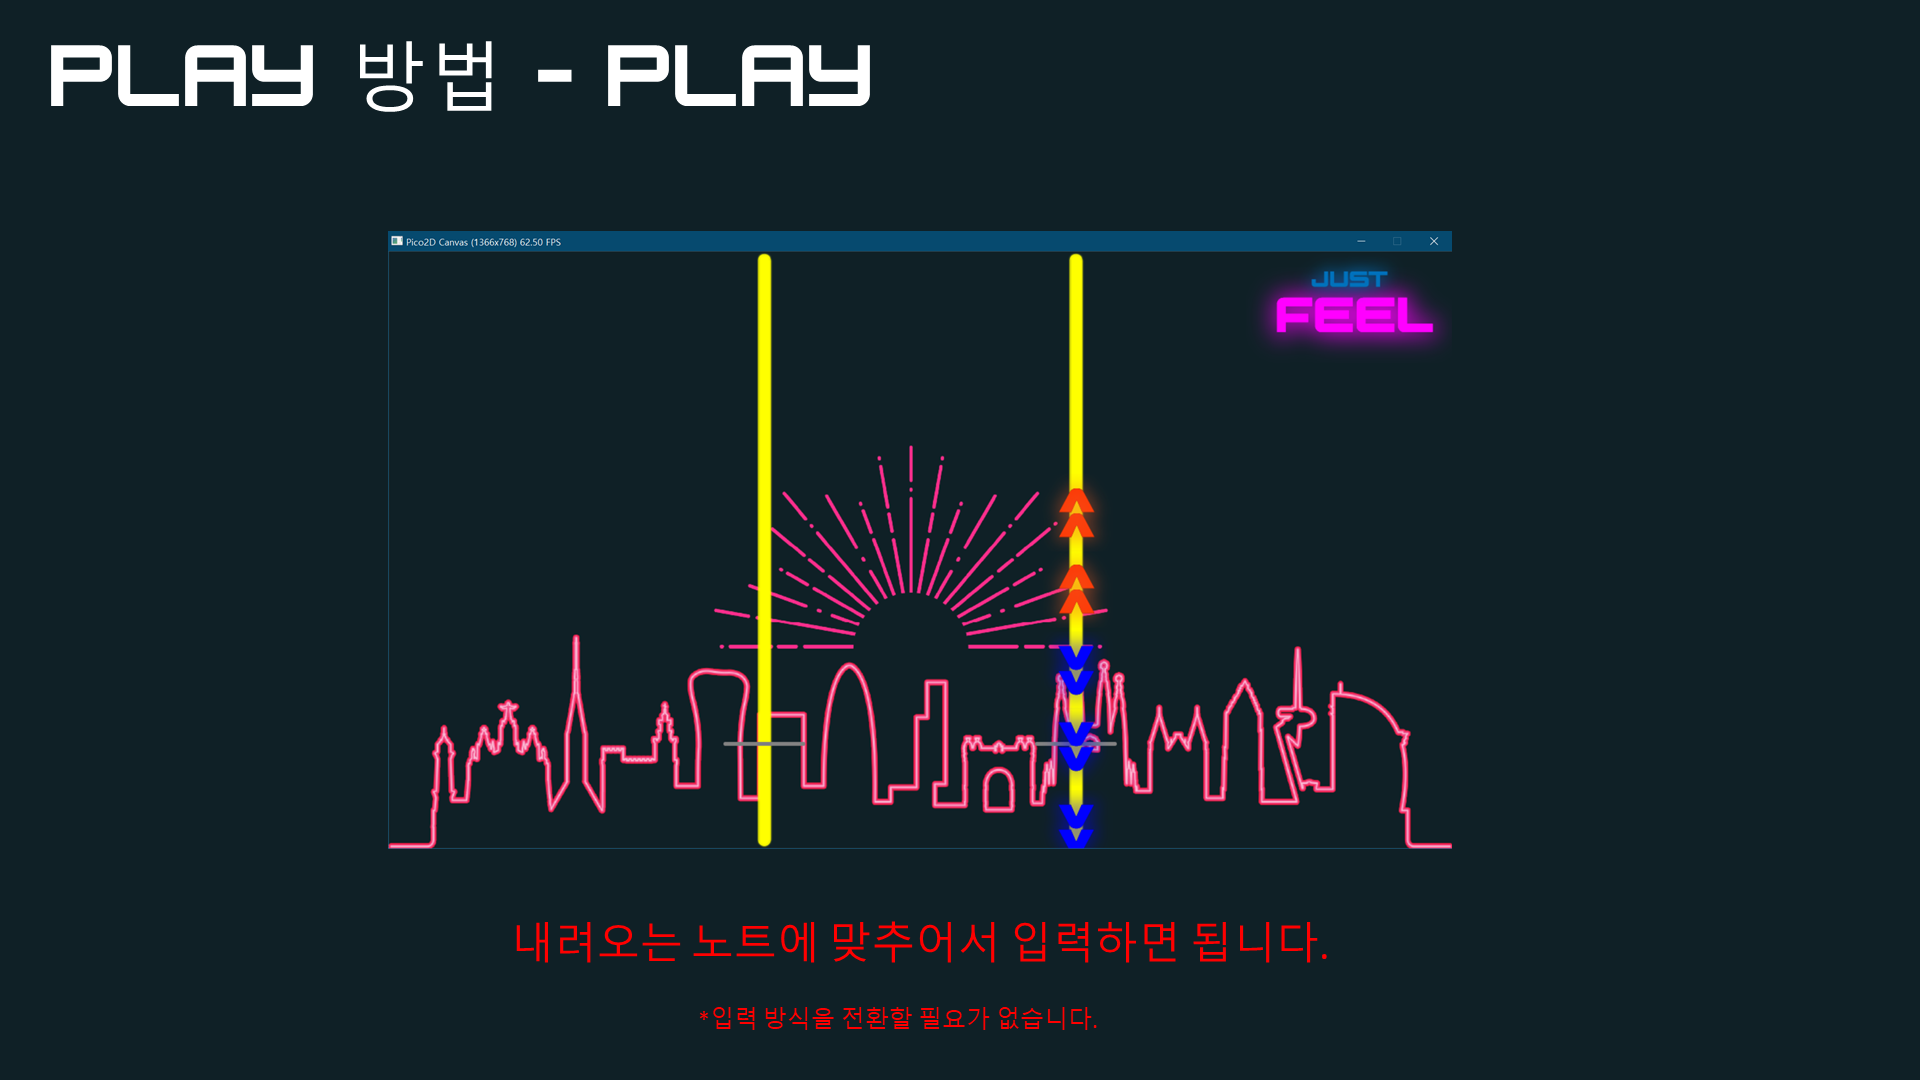 PLAY 방법 - PLAY
Pico2D Canvas (1366x768) 62.50 FPS
JUST
FEEL
내려오는 노트에 맞추어서 입력하면 됩니다.
*입력 방식을 전환할 필요가 없습니다.